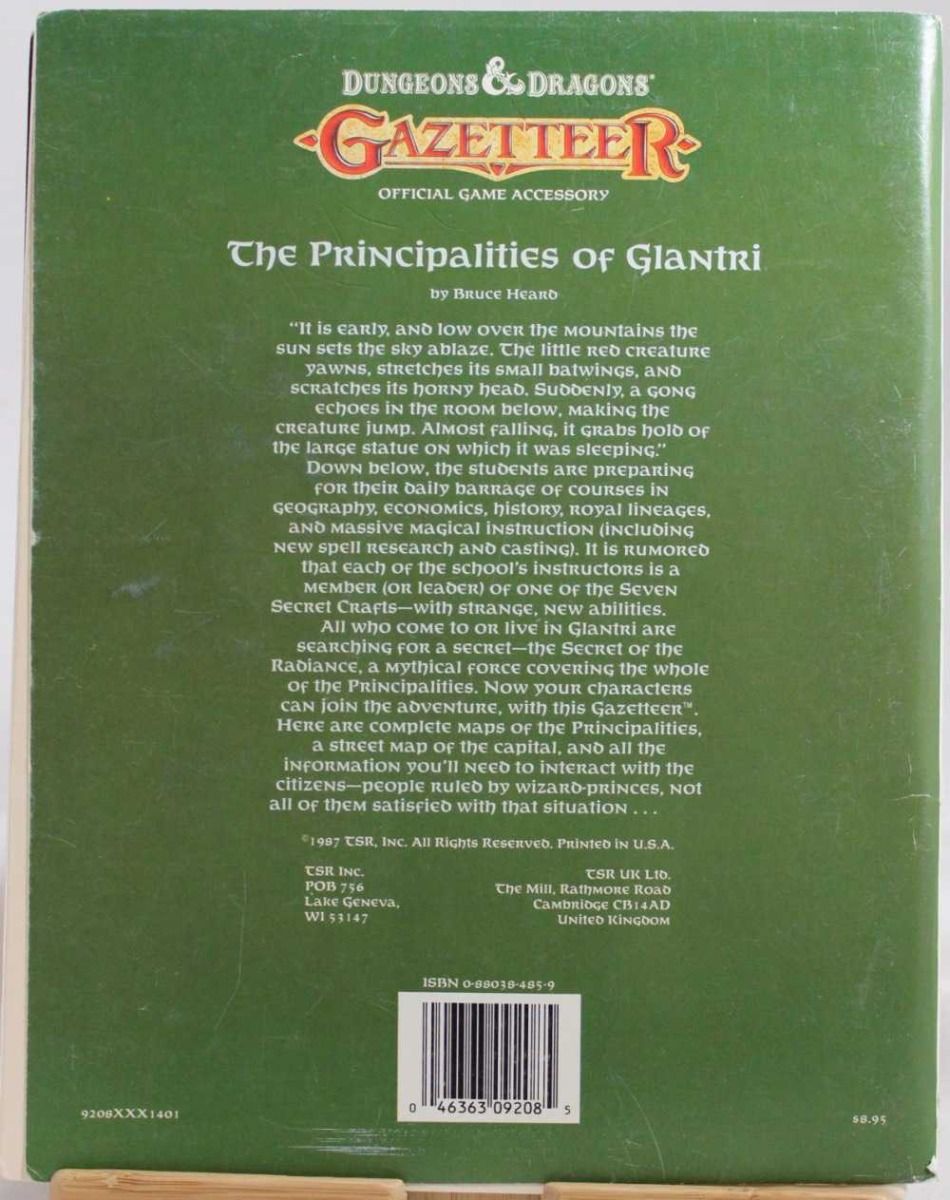 DUNGEONS & DRAGONS®
GAZETTEER
OFFICIAL GAME ACCESSORY
The Principalities of Glantri
by Bruce Heard
“It is early, and low over the mountains the
sun sets the sky ablaze. The little red creature
yawns, stretches its small batwings, and
scratches its horny head. Suddenly, a gong
echoes in the room below, making the
creature jump. Almost falling, it grabs hold of
the large statue on which it was sleeping.”
Down below, the students are preparing
for their daily barrage of courses in
geography, economics, history, royal lineages,
and massive magical instruction (including
new spell research and casting). It is rumored
that each of the school’s instructors is a
member (or leader) of one of the Seven
Secret Crafts—with strange, new abilities.
All who come to or live in Glantri are
searching for a secret—the Secret of the
Radiance, a mythical force covering the whole
of the Principalities. Now your characters
can join the adventure, with this Gazetteer™.
Here are complete maps of the Principalities,
a street map of the capital, and all the
information you’ll need to interact with the
citizens—people ruled by wizard-princes, not
all of them satisfied with that situation . . .
©1987 TSR, Inc. All Rights Reserved. Printed in U.S.A.
TSR Inc.
POB 756
Lake Geneva,
WI 53147
TSR UK Ltd.
The Mill, Rathmore Road
Cambridge CB14AD
United Kingdom
ISBN 0-88038-485-9
0 46363 09208 5
9208XXX1401
$8.95